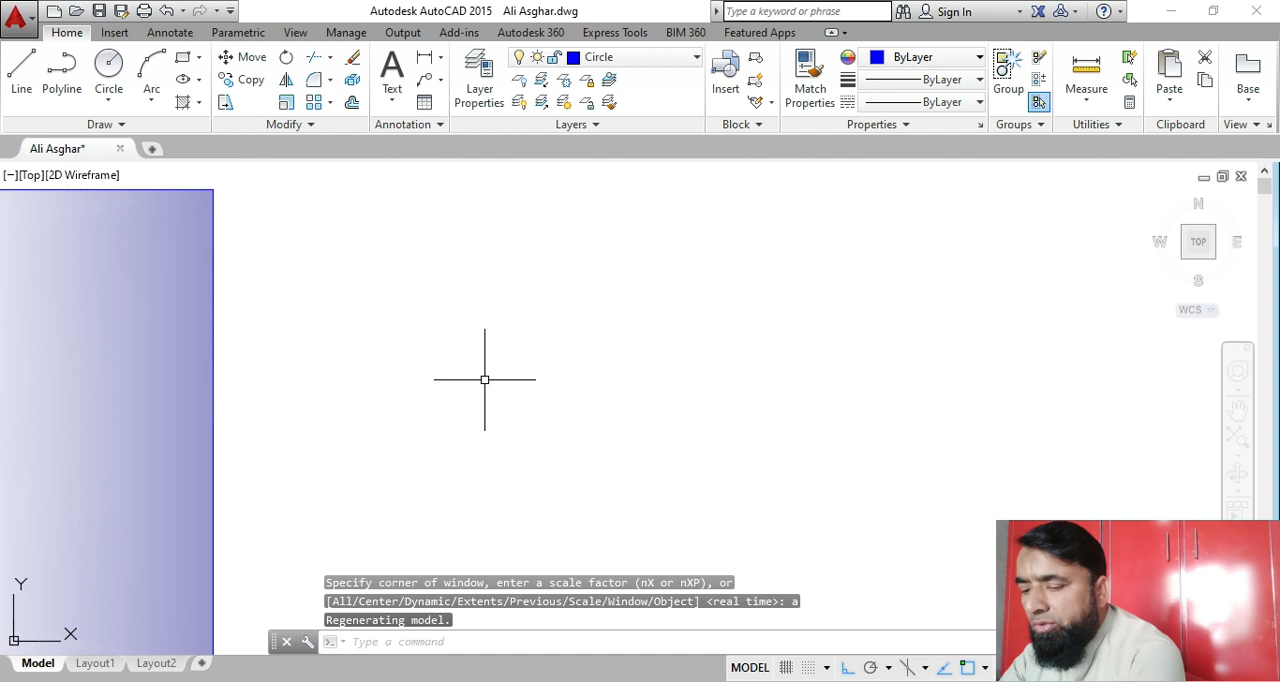 Autodesk AutoCAD 2015 Ali Asghar.dwg
Type a keyword or phrase
Sign In
Home Insert Annotate Parametric View Manage Output Add-ins Autodesk 360 Express Tools BIM 360 Featured Apps
Line Polyline Circle Arc
Move
Copy
Text
Layer
Properties
Circle
Insert
Match
Properties
ByLayer
ByLayer
ByLayer
Group
Measure
Paste
Base
Draw Modify Annotation Layers Block Properties Groups Utilities Clipboard View
Ali Asghar*
[−][Top][2D Wireframe]
N
W TOP E
S
WCS
Specify corner of window, enter a scale factor (nX or nXP), or
[All/Center/Dynamic/Extents/Previous/Scale/Window/Object] <real time>: a
Regenerating model.
Type a command
Y
X
Model Layout1 Layout2
MODEL